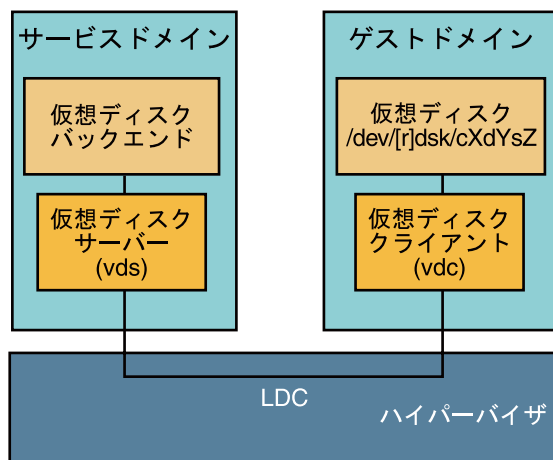 サービスドメイン
仮想ディスク
バックエンド
仮想ディスク
サーバー
(vds)
ゲストドメイン
仮想ディスク
/dev/[r]dsk/cXdYsZ
仮想ディスク
クライアント
(vdc)
LDC
ハイパーバイザ